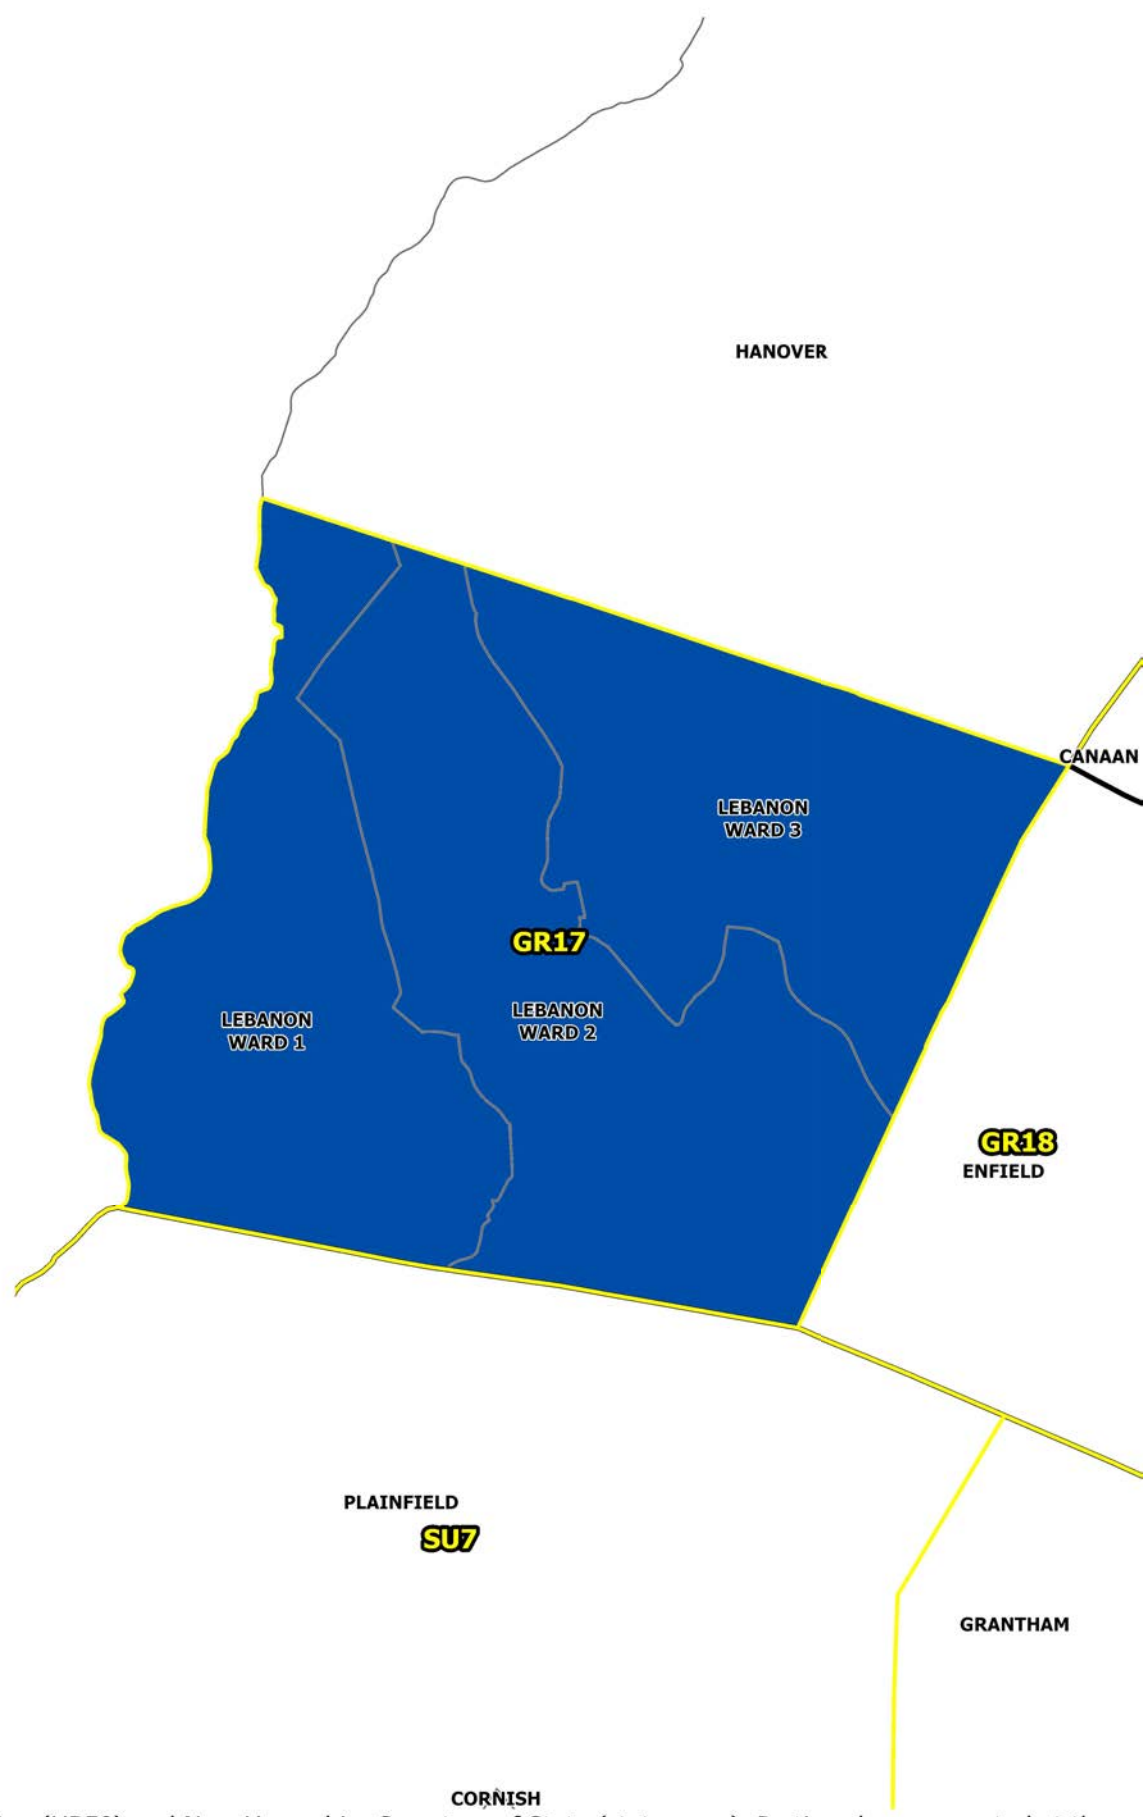 HANOVER
CANAAN
LEBANON
WARD 3
GR17
LEBANON
WARD 2
LEBANON
WARD 1
GR18
ENFIELD
PLAINFIELD
SU7
GRANTHAM
CORNISH